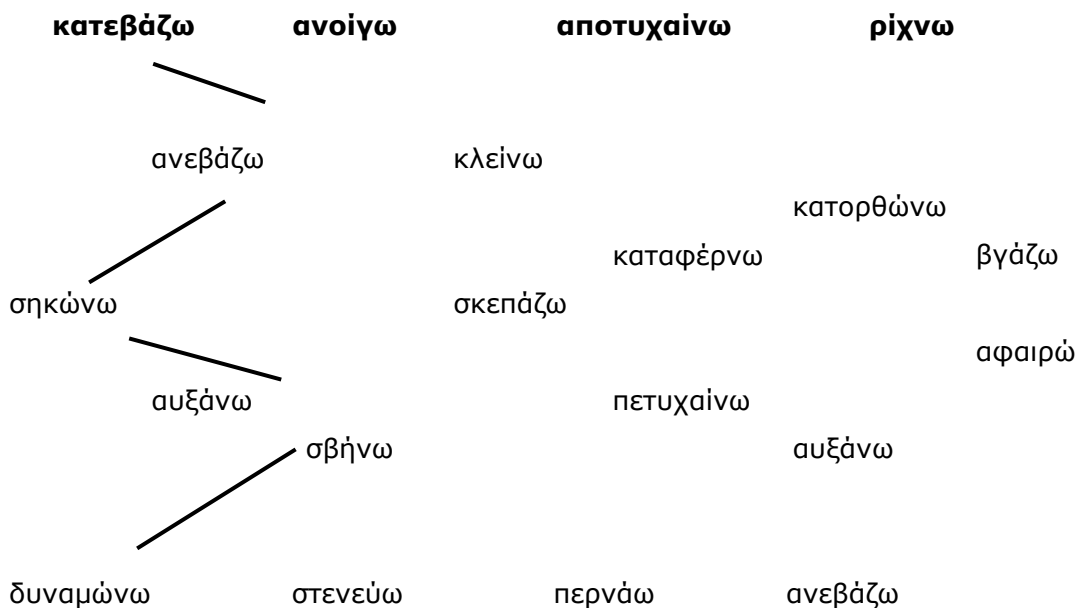 κατεβάζω ανοίγω αποτυχαίνω ρίχνω
ανεβάζω κλείνω
κατορθώνω
καταφέρνω βγάζω
σηκώνω σκεπάζω
αφαιρώ
αυξάνω πετυχαίνω
σβήνω αυξάνω
δυναμώνω στενεύω περνάω ανεβάζω